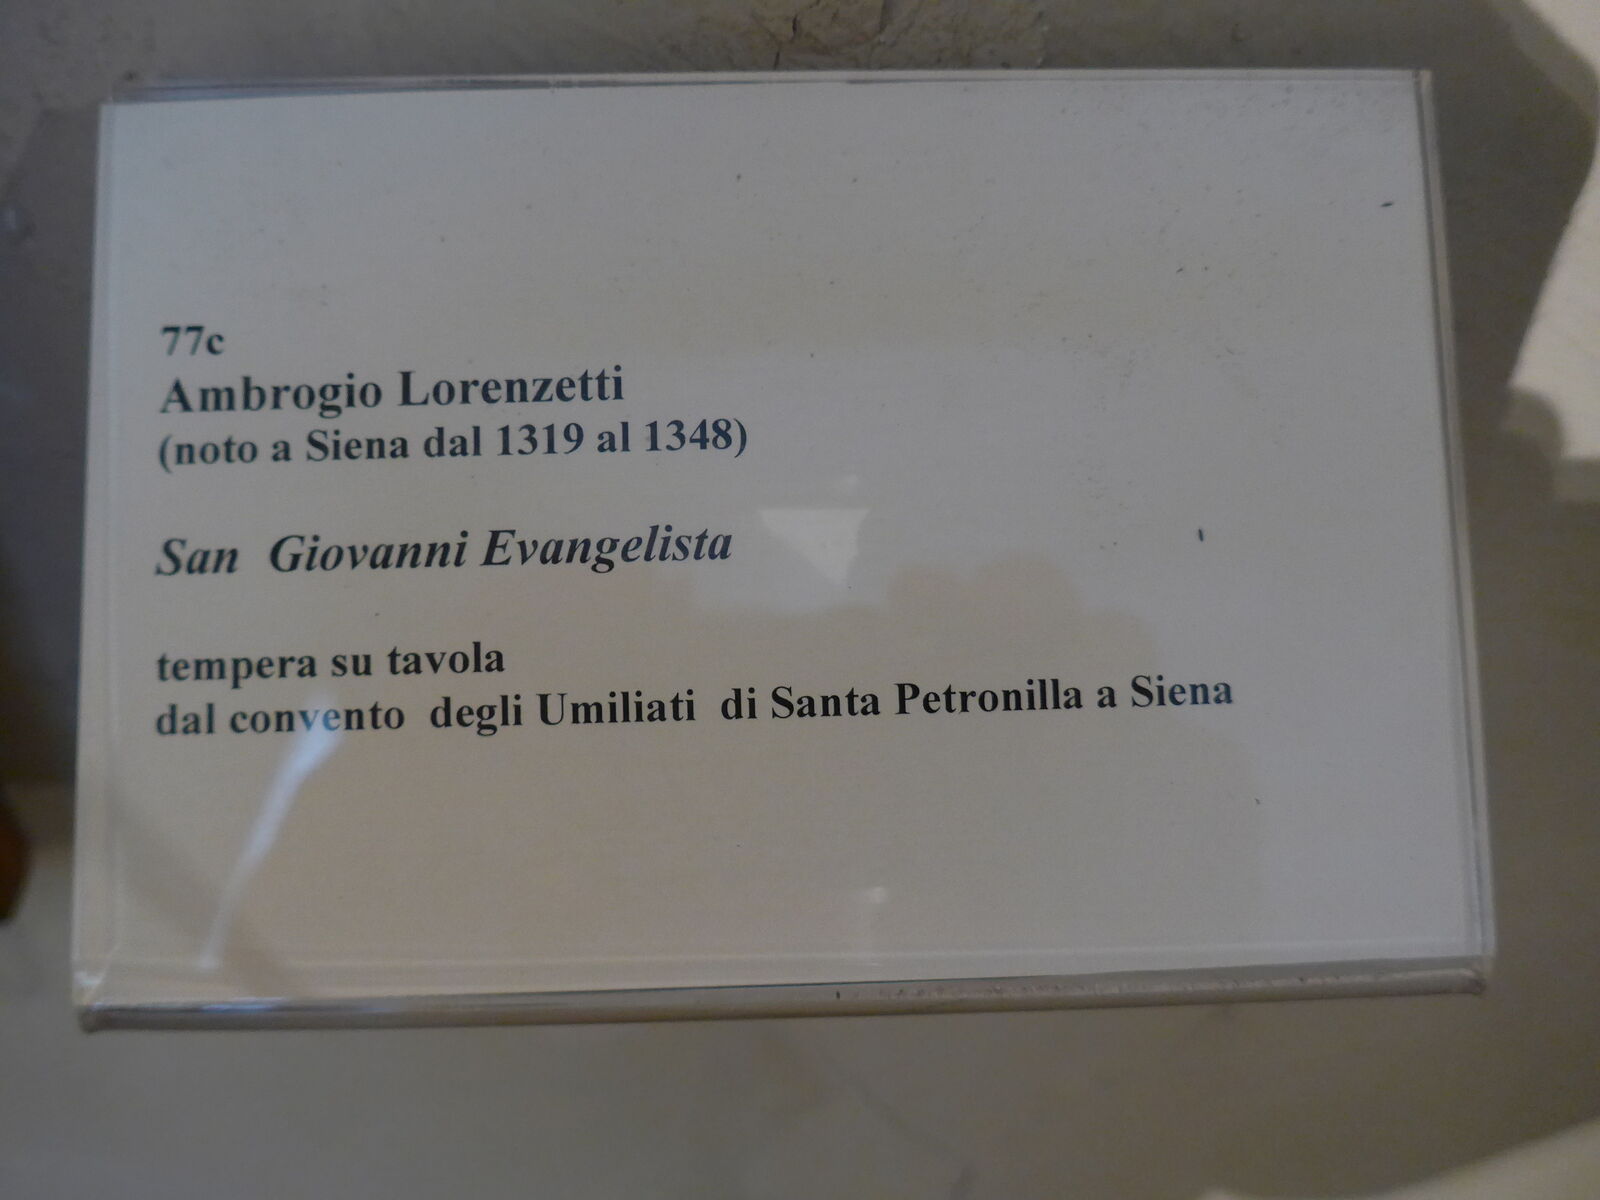 77c
Ambrogio Lorenzetti
(noto a Siena dal 1319 al 1348)
San Giovanni Evangelista
tempera su tavola
dal convento degli Umiliati di Santa Petronilla a Siena